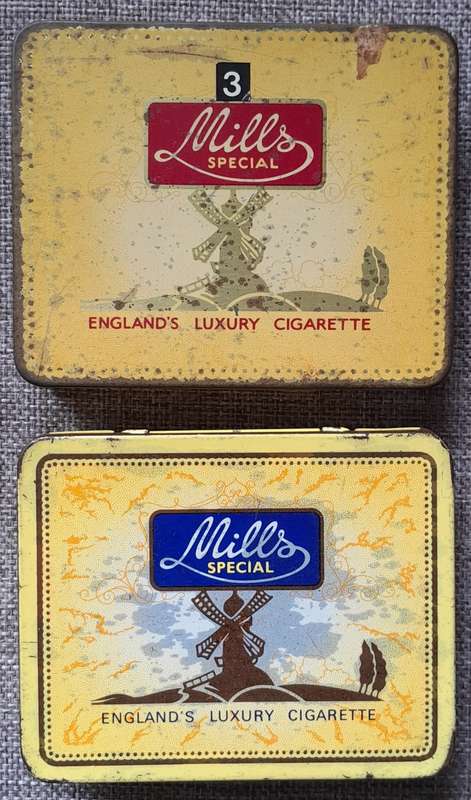 3
Mills
SPECIAL
ENGLAND'S LUXURY CIGARETTE
Mills
SPECIAL
ENGLAND'S LUXURY CIGARETTE